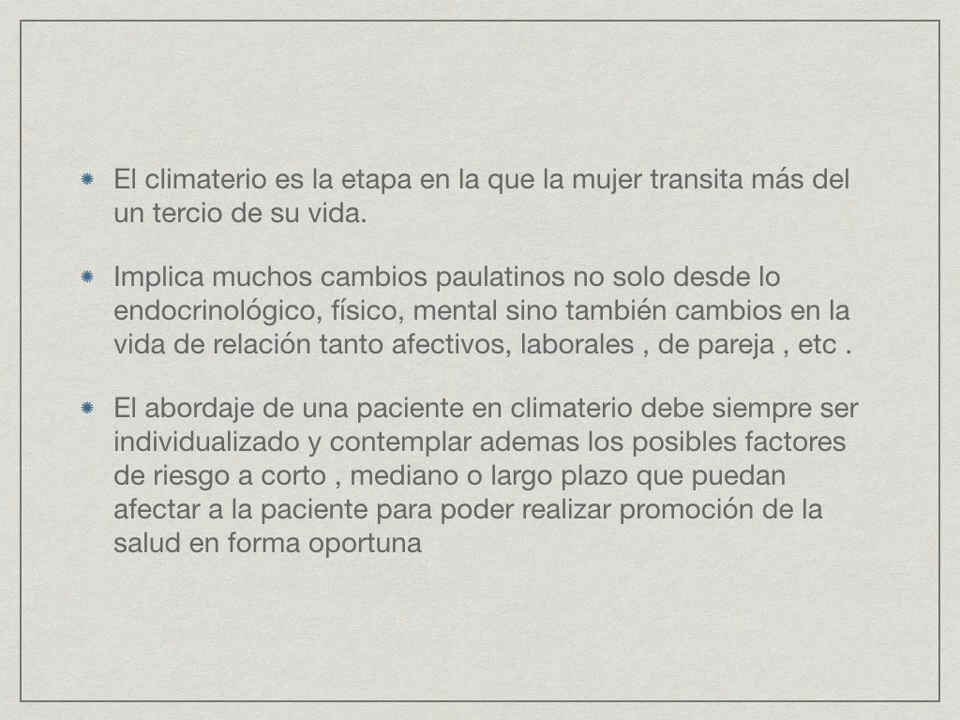 El climaterio es la etapa en la que la mujer transita más del
un tercio de su vida.
Implica muchos cambios paulatinos no solo desde lo
endocrinológico, físico, mental sino también cambios en la
vida de relación tanto afectivos, laborales , de pareja , etc .
El abordaje de una paciente en climaterio debe siempre ser
individualizado y contemplar ademas los posibles factores
de riesgo a corto , mediano o largo plazo que puedan
afectar a la paciente para poder realizar promoción de la
salud en forma oportuna